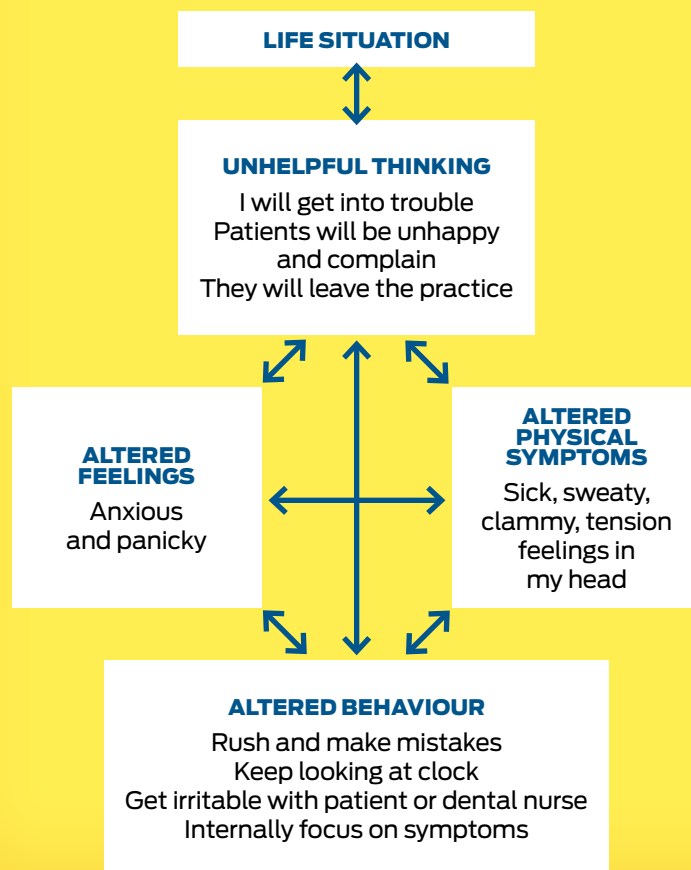 LIFE SITUATION
UNHELPFUL THINKING
I will get into trouble
Patients will be unhappy
and complain
They will leave the practice
ALTERED
FEELINGS
Anxious
and panicky
ALTERED
PHYSICAL
SYMPTOMS
Sick, sweaty,
clammy, tension
feelings in
my head
ALTERED BEHAVIOUR
Rush and make mistakes
Keep looking at clock
Get irritable with patient or dental nurse
Internally focus on symptoms